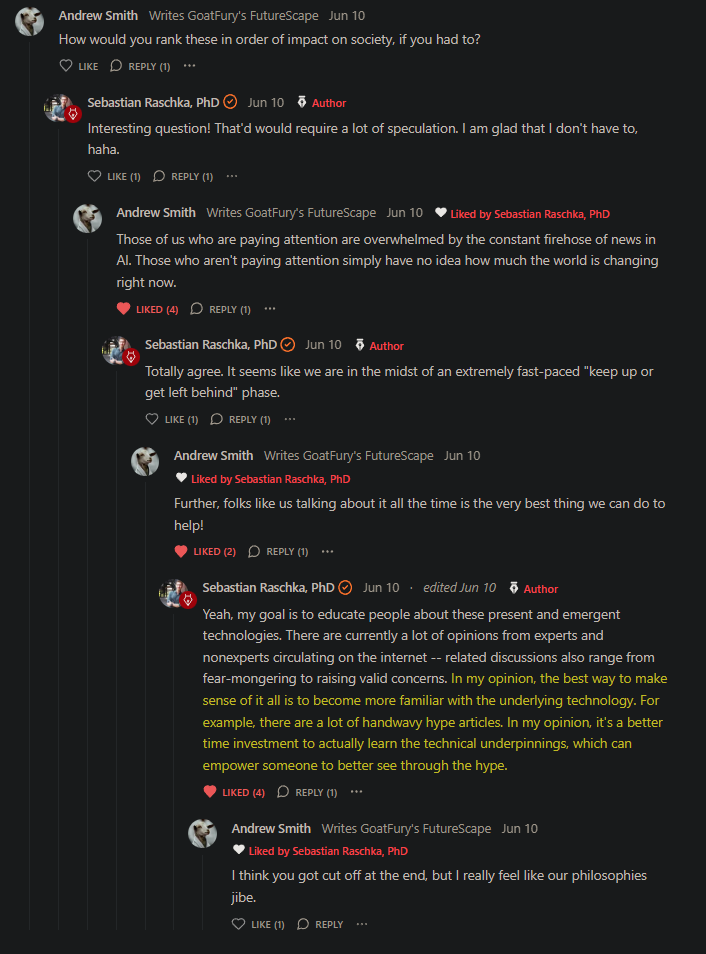 Andrew Smith Writes GoatFury's FutureScape Jun 10
How would you rank these in order of impact on society, if you had to?
LIKE REPLY (1) ···
Sebastian Raschka, PhD Jun 10 Author
Interesting question! That'd would require a lot of speculation. I am glad that I don't have to,
haha.
LIKE (1) REPLY (1) ···
Andrew Smith Writes GoatFury's FutureScape Jun 10 Liked by Sebastian Raschka, PhD
Those of us who are paying attention are overwhelmed by the constant firehose of news in
AI. Those who aren't paying attention simply have no idea how much the world is changing
right now.
LIKED (4) REPLY (1) ···
Sebastian Raschka, PhD Jun 10 Author
Totally agree. It seems like we are in the midst of an extremely fast-paced "keep up or
get left behind" phase.
LIKE (1) REPLY (1) ···
Andrew Smith Writes GoatFury's FutureScape Jun 10
Liked by Sebastian Raschka, PhD
Further, folks like us talking about it all the time is the very best thing we can do to
help!
LIKED (2) REPLY (1) ···
Sebastian Raschka, PhD Jun 10 · edited Jun 10 Author
Yeah, my goal is to educate people about these present and emergent
technologies. There are currently a lot of opinions from experts and
nonexperts circulating on the internet -- related discussions also range from
fear-mongering to raising valid concerns. In my opinion, the best way to make
sense of it all is to become more familiar with the underlying technology. For
example, there are a lot of handwavy hype articles. In my opinion, it's a better
time investment to actually learn the technical underpinnings, which can
empower someone to better see through the hype.
LIKED (4) REPLY (1) ···
Andrew Smith Writes GoatFury's FutureScape Jun 10
Liked by Sebastian Raschka, PhD
I think you got cut off at the end, but I really feel like our philosophies
jibe.
LIKE (1) REPLY ···